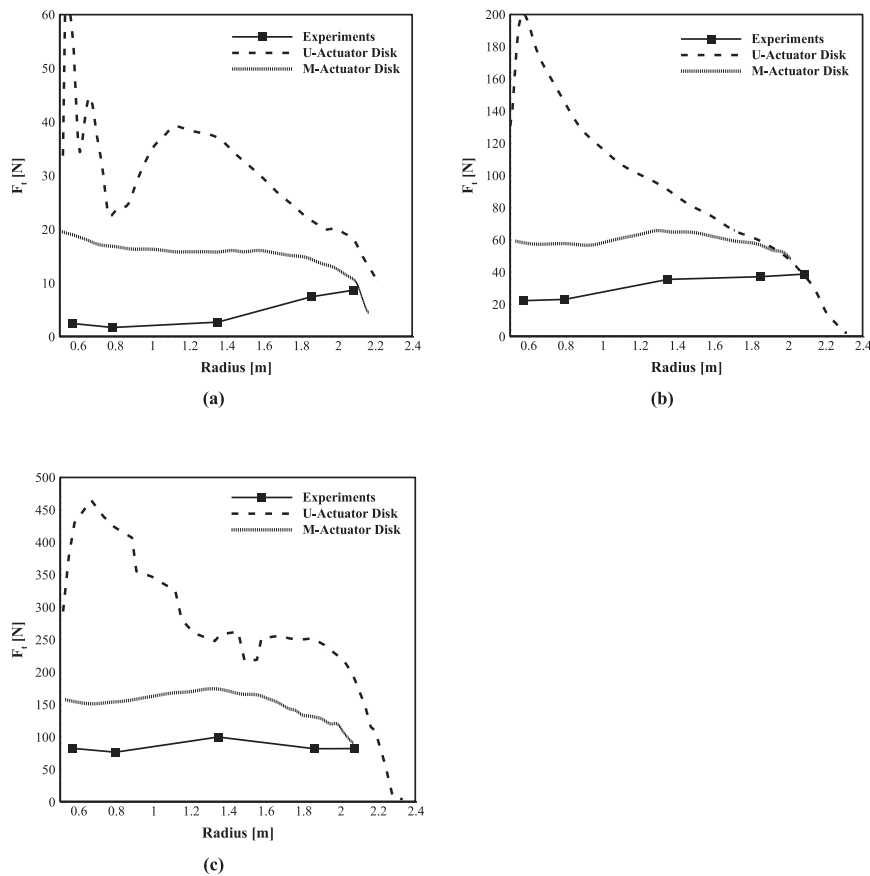 60
50
40
30
20
10
0
F_t [N]
0.6 0.8 1 1.2 1.4 1.6 1.8 2 2.2 2.4
Radius [m]
Experiments
U-Actuator Disk
M-Actuator Disk
(a)
200
180
160
140
120
100
80
60
40
20
0
F_t [N]
0.6 0.8 1 1.2 1.4 1.6 1.8 2 2.2 2.4
Radius [m]
Experiments
U-Actuator Disk
M-Actuator Disk
(b)
500
450
400
350
300
250
200
150
100
50
0
F_t [N]
0.6 0.8 1 1.2 1.4 1.6 1.8 2 2.2 2.4
Radius [m]
Experiments
U-Actuator Disk
M-Actuator Disk
(c)